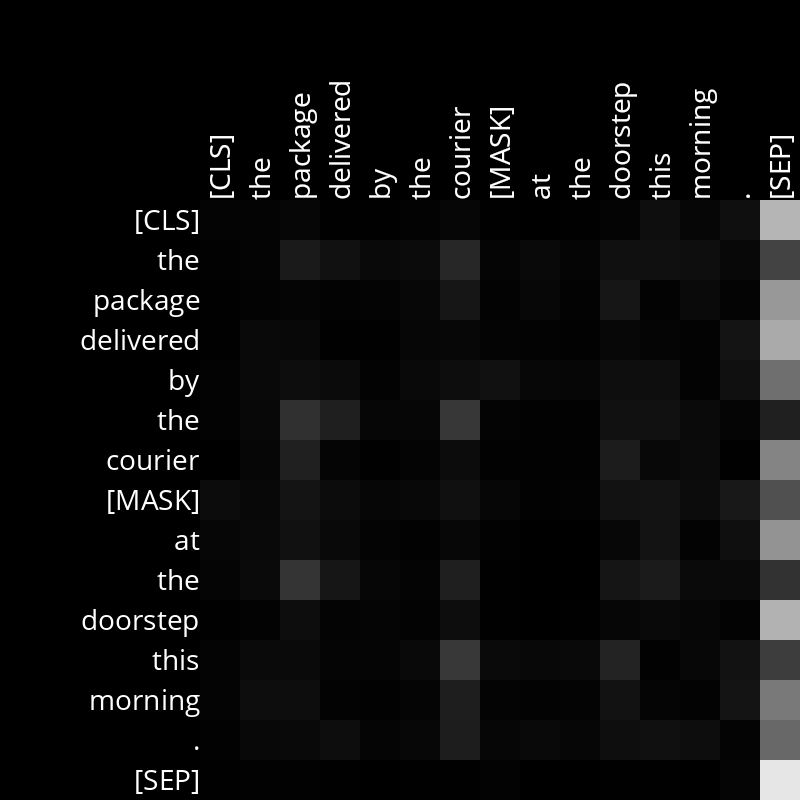 [CLS] the package delivered by the courier [MASK] at the doorstep this morning . [SEP]
[CLS]
the
package
delivered
by
the
courier
[MASK]
at
the
doorstep
this
morning
.
[SEP]